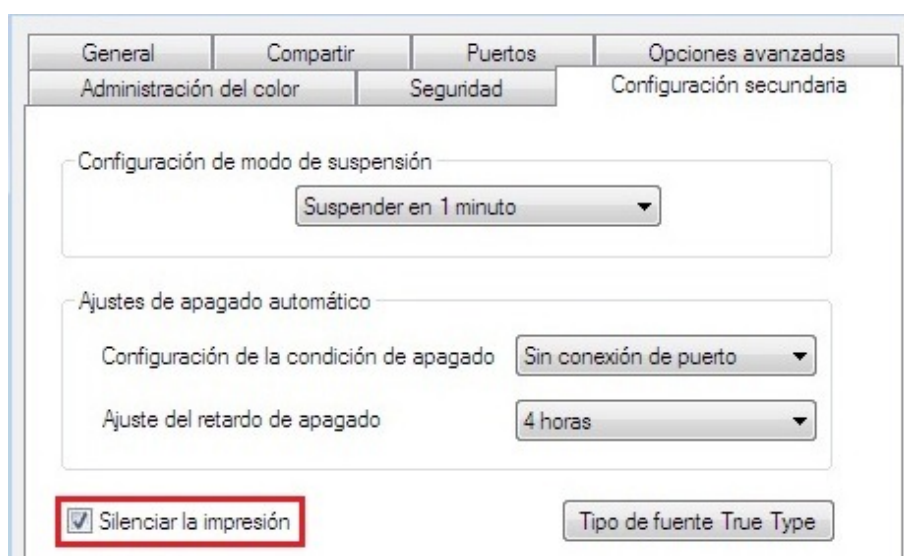 General Compartir Puertos Opciones avanzadas
Administración del color Seguridad Configuración secundaria
Configuración de modo de suspensión
Suspender en 1 minuto
Ajustes de apagado automático
Configuración de la condición de apagado Sin conexión de puerto
Ajuste del retardo de apagado 4 horas
Silenciar la impresión Tipo de fuente True Type